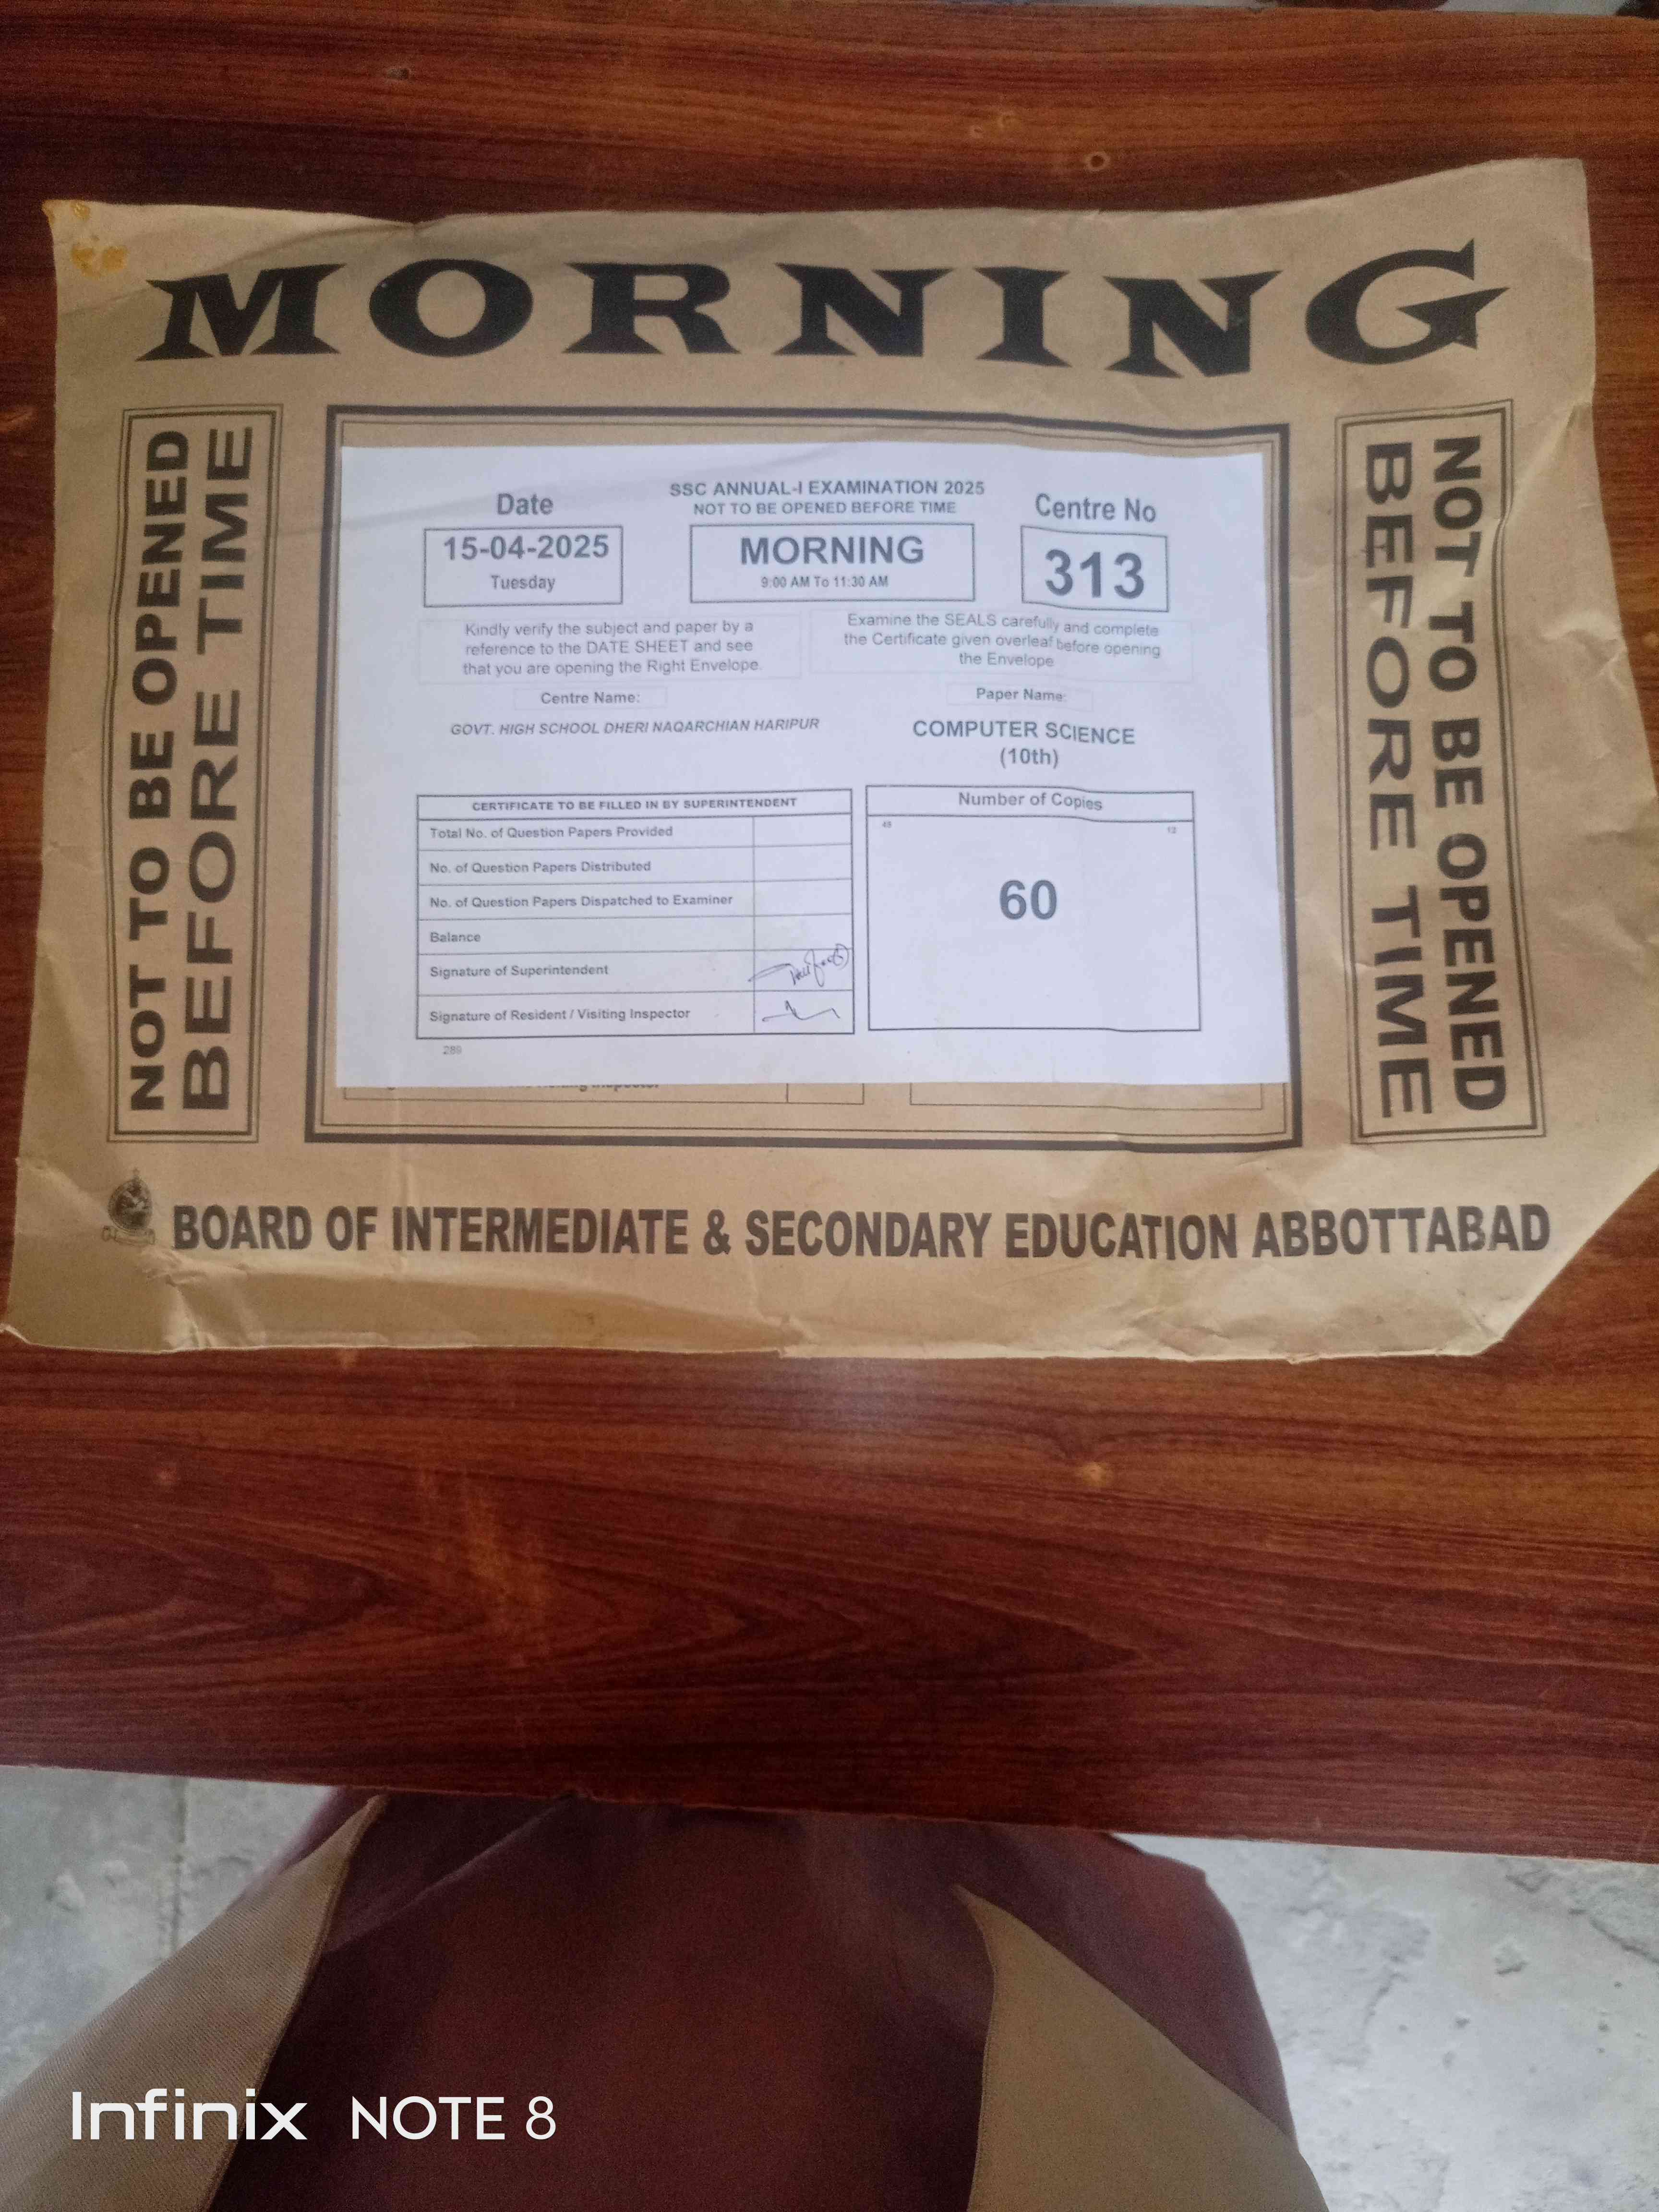 MORNING
NOT TO BE OPENED
BEFORE TIME
SSC ANNUAL-I EXAMINATION 2025
NOT TO BE OPENED BEFORE TIME
Date
15-04-2025
Tuesday
MORNING
9:00 AM To 11:30 AM
Centre No
313
Kindly verify the subject and paper by a
reference to the DATE SHEET and see
that you are opening the Right Envelope.
Examine the SEALS carefully and complete
the Certificate given overleaf before opening
the Envelope
Centre Name:
GOVT. HIGH SCHOOL DHERI NAQARCHIAN HARIPUR
Paper Name:
COMPUTER SCIENCE
(10th)
CERTIFICATE TO BE FILLED IN BY SUPERINTENDENT
Total No. of Question Papers Provided
No. of Question Papers Distributed
No. of Question Papers Dispatched to Examiner
Balance
Signature of Superintendent
Signature of Resident / Visiting Inspector
280
Number of Copies
48 12
60
NOT TO BE OPENED
BEFORE TIME
BOARD OF INTERMEDIATE & SECONDARY EDUCATION ABBOTTABAD
Infinix NOTE 8